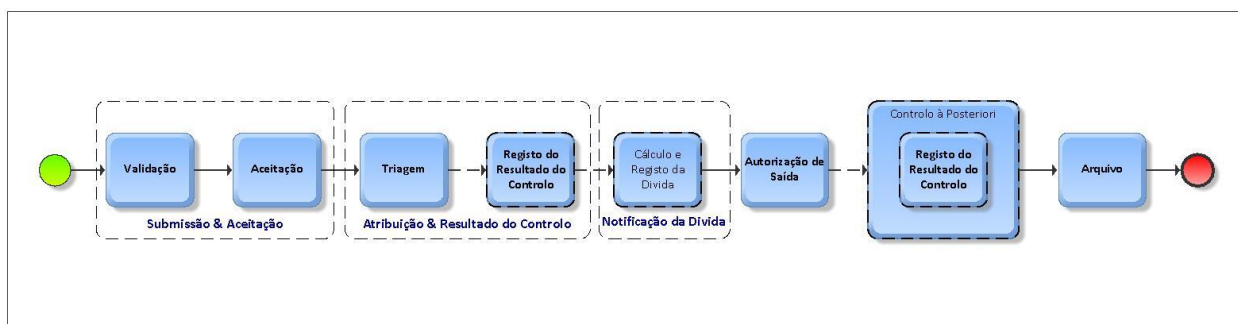 Validação
Aceitação
Submissão & Aceitação
Triagem
Registo do
Resultado do
Controlo
Atribuição & Resultado do Controlo
Cálculo e
Registo da
Divida
Notificação da Divida
Autorização de
Saída
Controlo à Posteriori
Registo do
Resultado do
Controlo
Arquivo